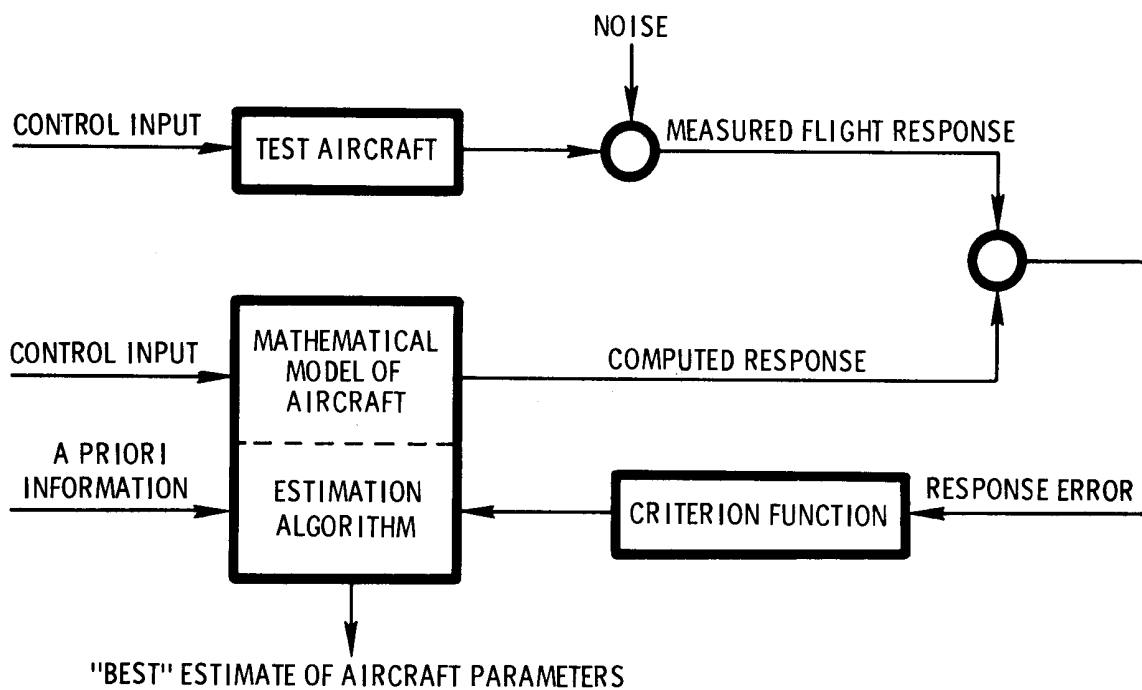 NOISE
CONTROL INPUT
TEST AIRCRAFT
MEASURED FLIGHT RESPONSE
CONTROL INPUT
MATHEMATICAL
MODEL OF
AIRCRAFT
COMPUTED RESPONSE
A PRIORI
INFORMATION
ESTIMATION
ALGORITHM
CRITERION FUNCTION
RESPONSE ERROR
"BEST" ESTIMATE OF AIRCRAFT PARAMETERS